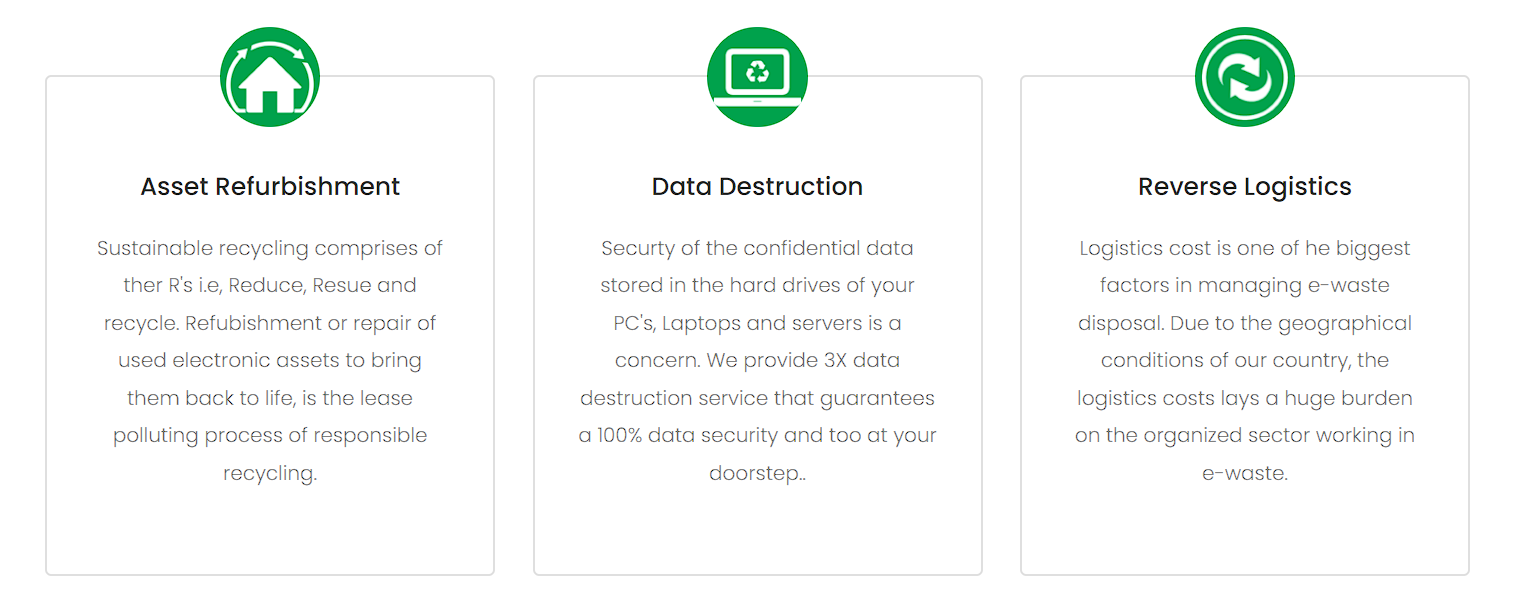 Asset Refurbishment
Sustainable recycling comprises of
ther R's i.e, Reduce, Resue and
recycle. Refubishment or repair of
used electronic assets to bring
them back to life, is the lease
polluting process of responsible
recycling.
Data Destruction
Securty of the confidential data
stored in the hard drives of your
PC's, Laptops and servers is a
concern. We provide 3X data
destruction service that guarantees
a 100% data security and too at your
doorstep..
Reverse Logistics
Logistics cost is one of he biggest
factors in managing e-waste
disposal. Due to the geographical
conditions of our country, the
logistics costs lays a huge burden
on the organized sector working in
e-waste.